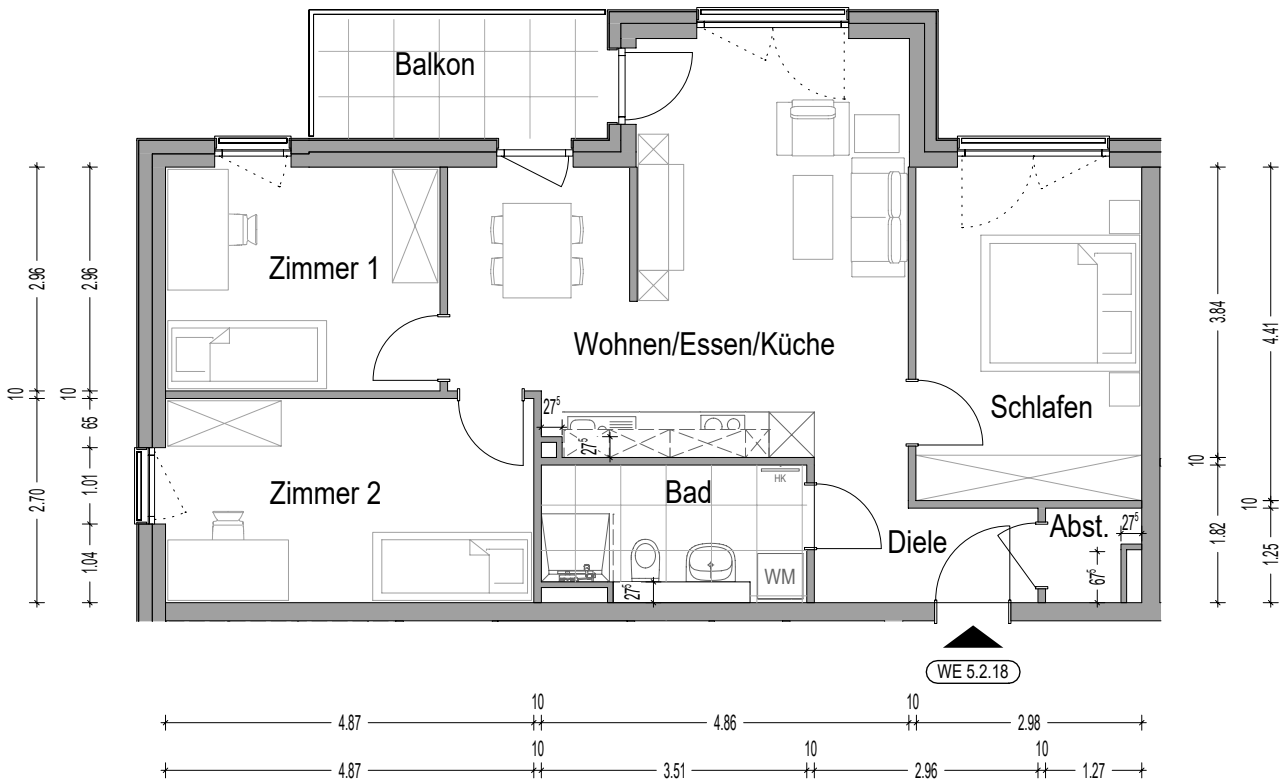 Balkon
Zimmer 1
Wohnen/Essen/Küche
Schlafen
Zimmer 2
Bad
HK
WM
Diele
Abst.
WE 5.2.18
27⁵
27⁵
27⁵
27⁵
67⁵
2.96
10
2.70
2.96
10
65
1.01
1.04
3.84
10
1.82
4.41
10
1.25
4.87
10
4.86
10
2.98
4.87
10
3.51
10
2.96
10
1.27